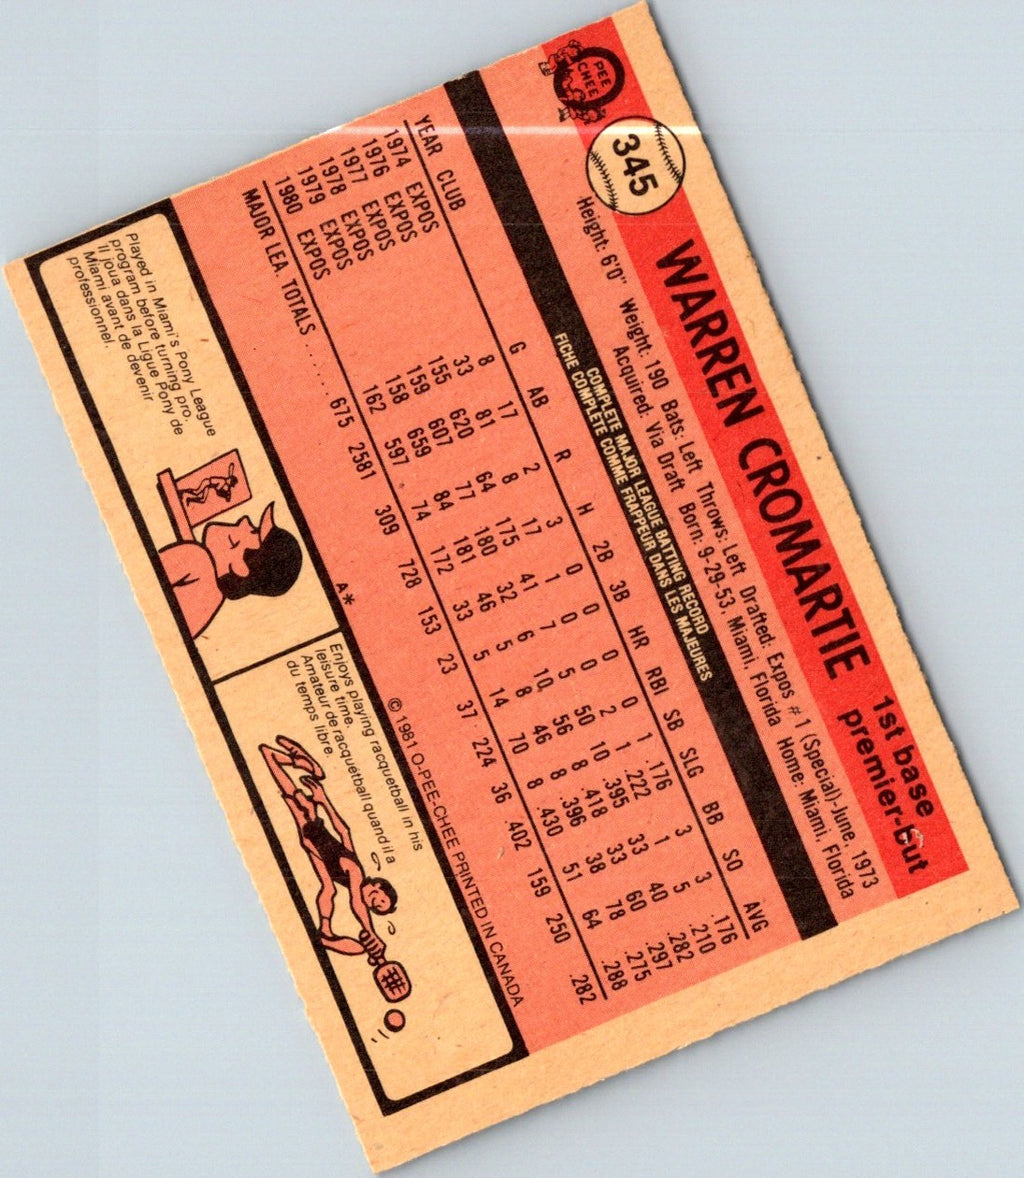 O
PEE
CHEE
345
WARREN CROMARTIE
1st base
premier-but
Height: 6'0" Weight: 190 Bats: Left Throws: Left Drafted: Expos #1 (Special)-June, 1973
Acquired: Via Draft Born: 9-29-53, Miami, Florida Home: Miami, Florida
COMPLETE MAJOR LEAGUE BATTING RECORD
FICHE COMPLÈTE COMME FRAPPEUR DANS LES MAJEURES
YEAR CLUB G AB R H 2B 3B HR RBI SB SLG BB SO AVG
1974 EXPOS 8 17 2 3 0 0 0 0 1 .176 3 3 .176
1976 EXPOS 33 81 8 17 1 0 0 2 1 .222 1 5 .210
1977 EXPOS 155 620 64 175 41 7 5 50 10 .395 33 40 .282
1978 EXPOS 159 607 77 180 32 6 10 56 8 .418 33 60 .297
1979 EXPOS 158 659 84 181 46 5 8 46 8 .396 38 78 .275
1980 EXPOS 162 597 74 172 33 5 14 70 8 .430 51 64 .288
MAJOR LEA. TOTALS ...... 675 2581 309 728 153 23 37 224 36 .402 159 250 .282
A* © 1981 O-PEE-CHEE PRINTED IN CANADA
Played in Miami's Pony League
program before turning pro.
Il joua dans la Ligue Pony de
Miami avant de devenir
professionnel.
Enjoys playing racquetball in his
leisure time.
Amateur de racquetball quand il a
du temps libre.